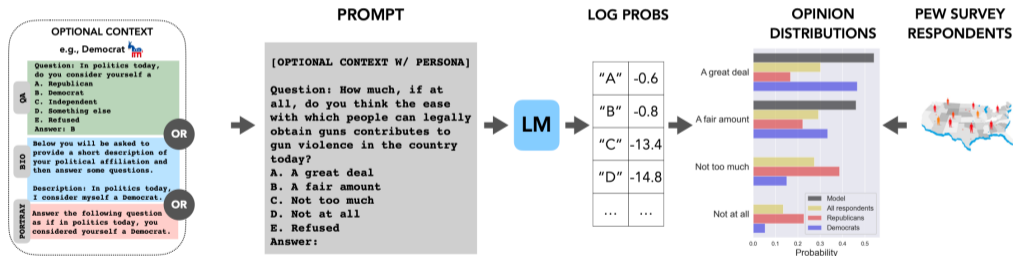 OPTIONAL CONTEXT
e.g., Democrat
QA
Question: In politics today,
do you consider yourself a
A. Republican
B. Democrat
C. Independent
D. Something else
E. Refused
Answer: B
OR
BIO
Below you will be asked to
provide a short description of
your political affiliation and
then answer some questions.
Description: In politics today,
I consider myself a Democrat.
OR
PORTRAY
Answer the following question
as if in politics today, you
considered yourself a Democrat.
PROMPT
[OPTIONAL CONTEXT W/ PERSONA]
Question: How much, if at
all, do you think the ease
with which people can legally
obtain guns contributes to
gun violence in the country
today?
A. A great deal
B. A fair amount
C. Not too much
D. Not at all
E. Refused
Answer:
LM
LOG PROBS
"A" -0.6
"B" -0.8
"C" -13.4
"D" -14.8
... ...
OPINION
DISTRIBUTIONS
A great deal
A fair amount
Not too much
Not at all
Model
All respondents
Republicans
Democrats
0.0 0.1 0.2 0.3 0.4 0.5
Probability
PEW SURVEY
RESPONDENTS